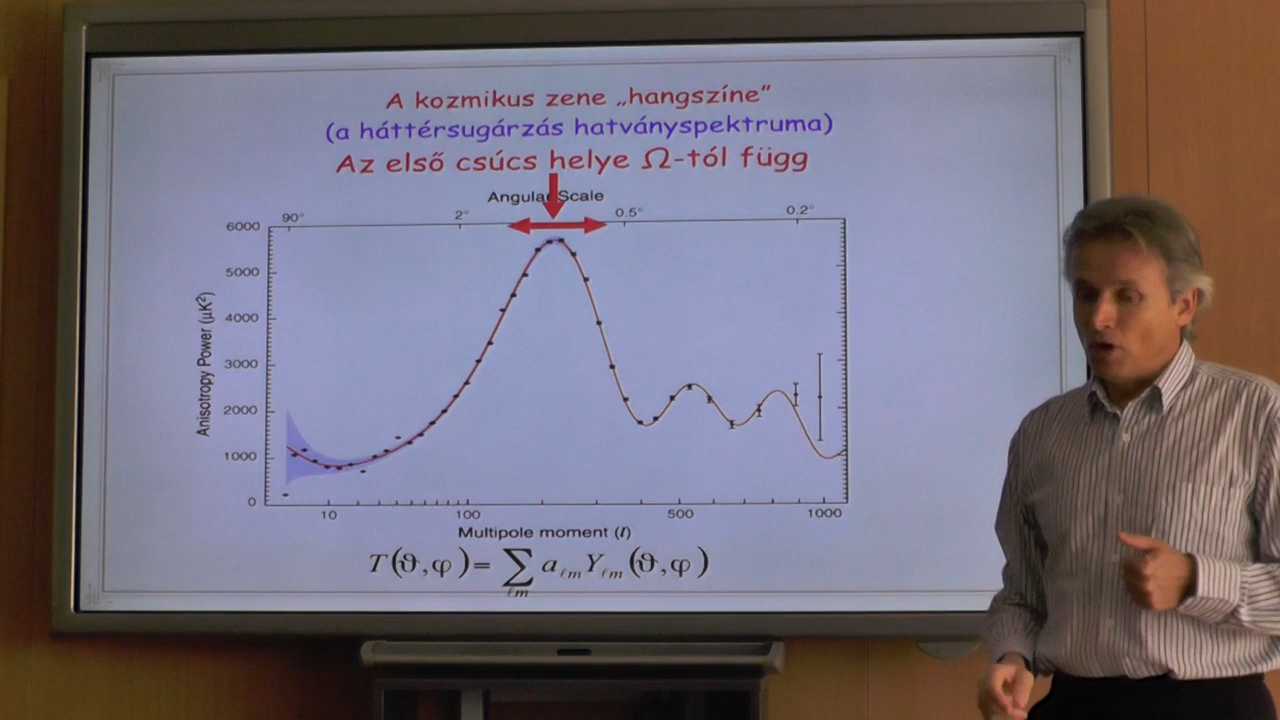 A kozmikus zene „hangszíne”
(a háttérsugárzás hatványspektruma)
Az első csúcs helye Ω-tól függ
Angular Scale
90° 2° 0.5° 0.2°
6000
5000
4000
3000
2000
1000
0
Anisotropy Power (μK²)
10 100 500 1000
Multipole moment (l)
T(ϑ,φ)= ∑ aℓm Yℓm (ϑ,φ)
ℓm